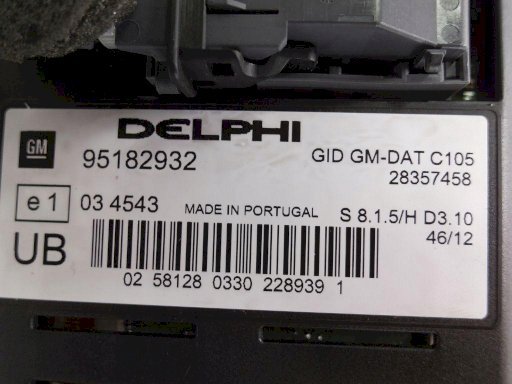 DELPHI
GM
95182932 GID GM-DAT C105
28357458
e 1 03 4543 MADE IN PORTUGAL S 8.1.5/H D3.10
UB 46/12
02 58128 0330 228939 1